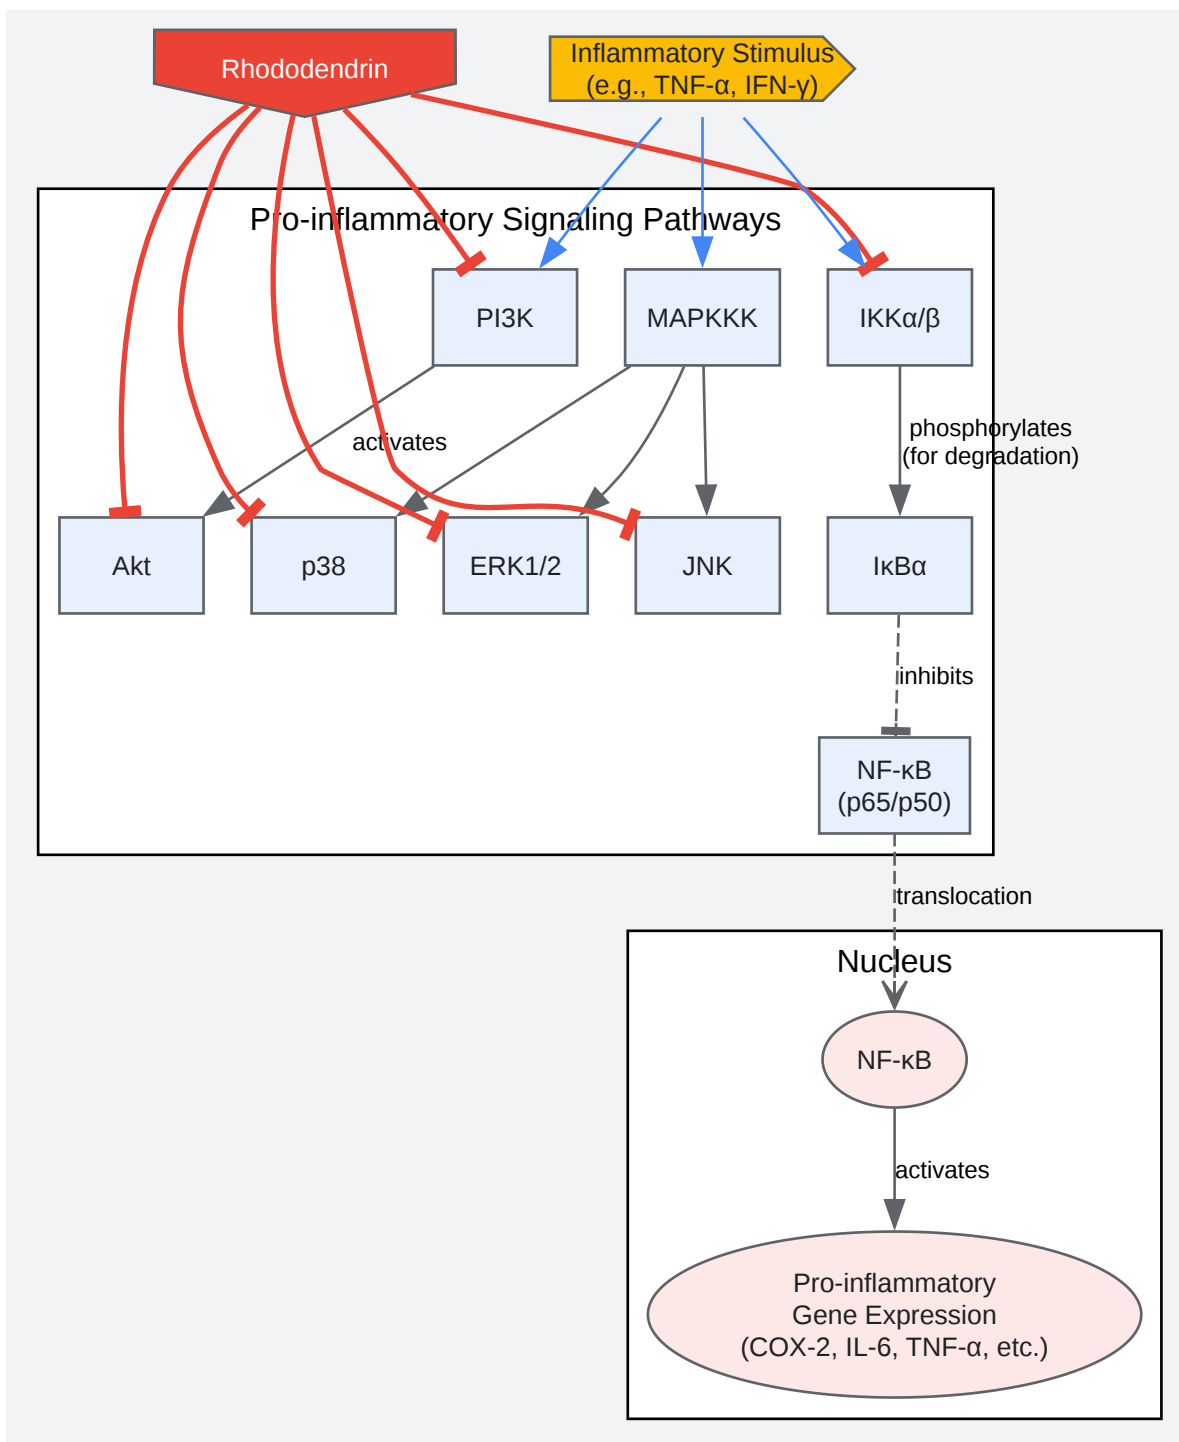 Rhododendrin
Inflammatory Stimulus
(e.g., TNF-α, IFN-γ)
Pro-inflammatory Signaling Pathways
PI3K
MAPKKK
IKKα/β
activates
phosphorylates
(for degradation)
Akt
p38
ERK1/2
JNK
IκBα
inhibits
NF-κB
(p65/p50)
translocation
Nucleus
NF-κB
activates
Pro-inflammatory
Gene Expression
(COX-2, IL-6, TNF-α, etc.)